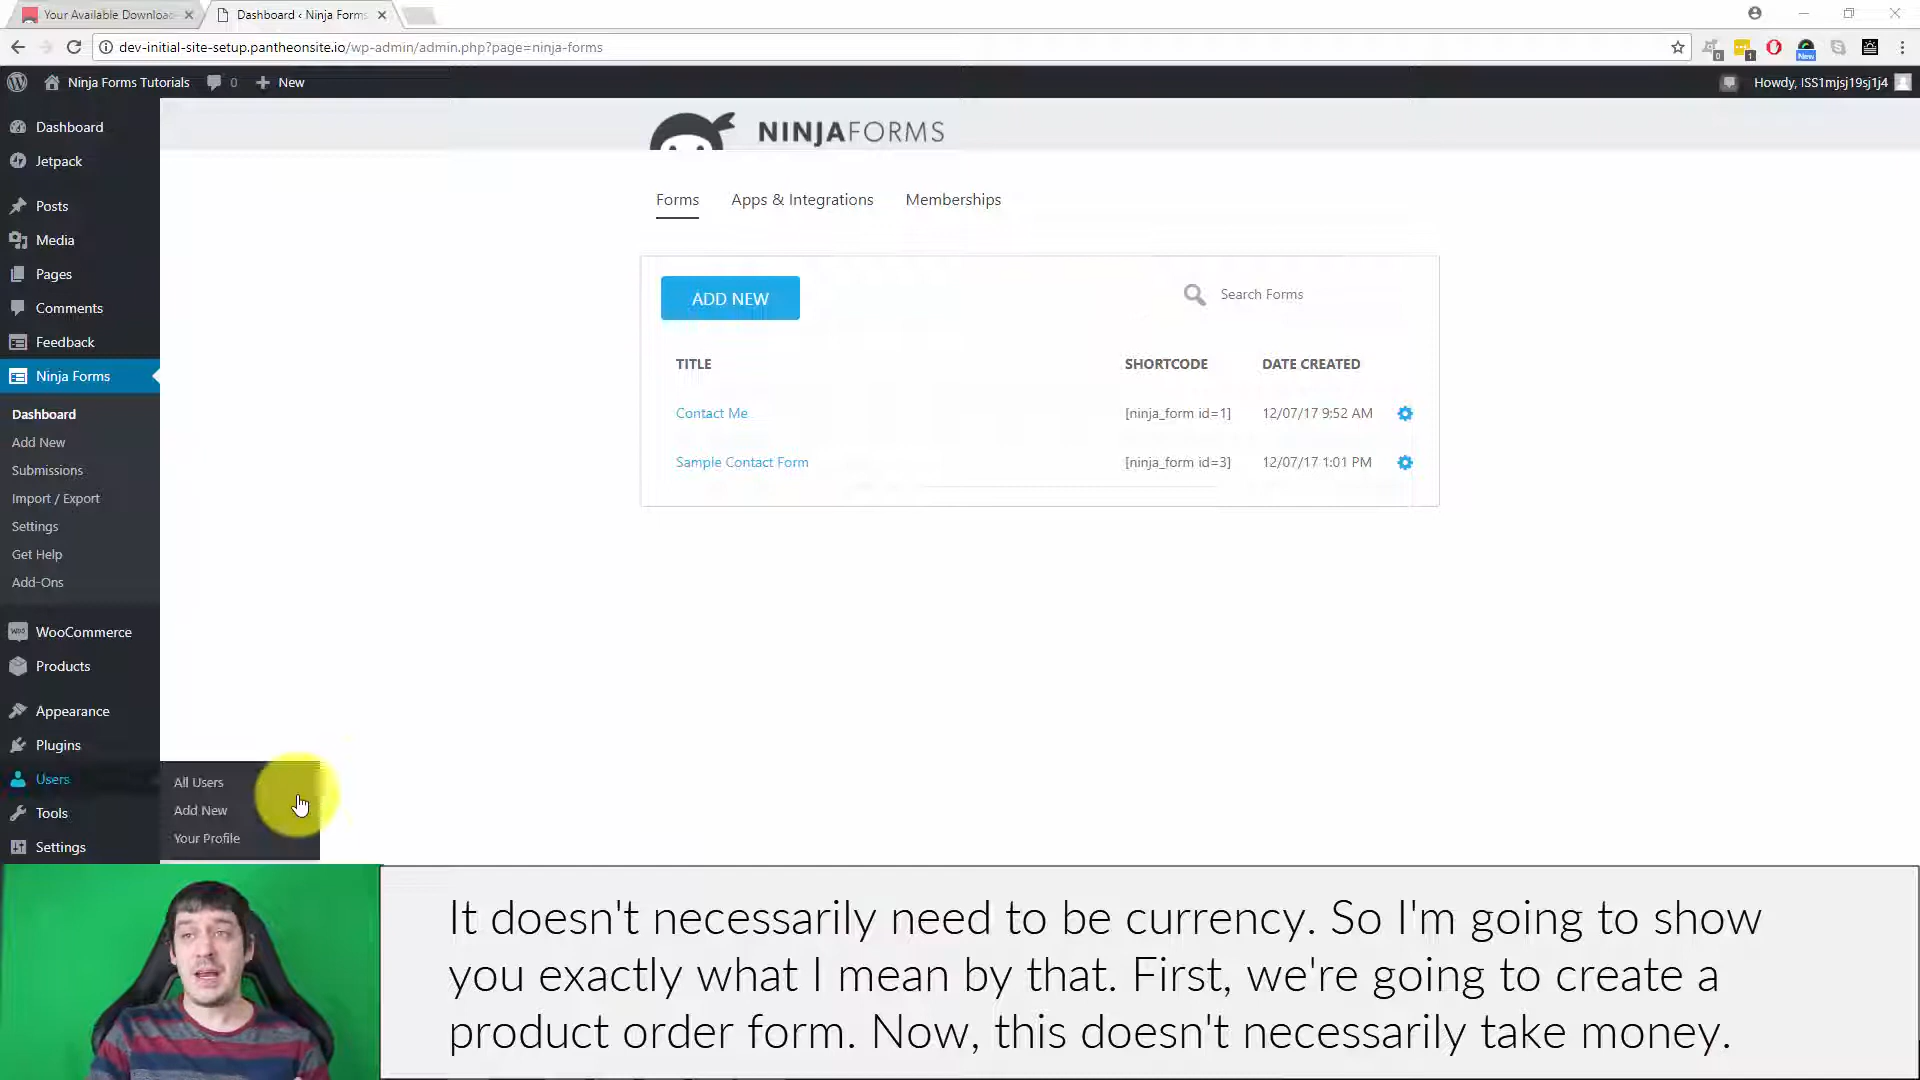 Your Available Downloa
Dashboard ‹ Ninja Forms
dev-initial-site-setup.pantheonsite.io/wp-admin/admin.php?page=ninja-forms
0
1
New
Ninja Forms Tutorials
0
New
Howdy, ISS1mjsj19sj1j4
Dashboard
Jetpack
Posts
Media
Pages
Comments
Feedback
Ninja Forms
Dashboard
Add New
Submissions
Import / Export
Settings
Get Help
Add-Ons
WooCommerce
Products
Appearance
Plugins
Users
Tools
Settings
All Users
Add New
Your Profile
NINJAFORMS
Forms Apps & Integrations Memberships
ADD NEW
Search Forms
TITLE SHORTCODE DATE CREATED
Contact Me [ninja_form id=1] 12/07/17 9:52 AM
Sample Contact Form [ninja_form id=3] 12/07/17 1:01 PM
It doesn't necessarily need to be currency. So I'm going to show
you exactly what I mean by that. First, we're going to create a
product order form. Now, this doesn't necessarily take money.